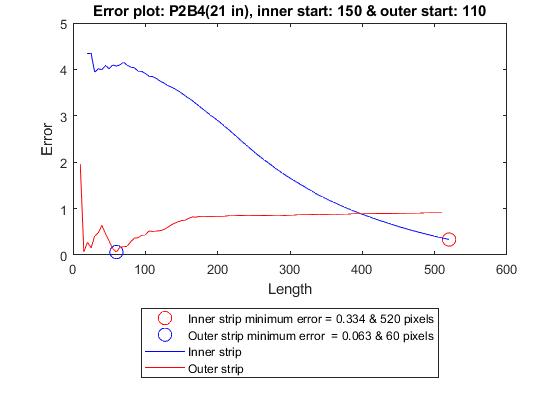 Error plot: P2B4(21 in), inner start: 150 & outer start: 110
5
4
3
2
1
0
Error
0 100 200 300 400 500 600
Length
Inner strip minimum error = 0.334 & 520 pixels
Outer strip minimum error = 0.063 & 60 pixels
Inner strip
Outer strip